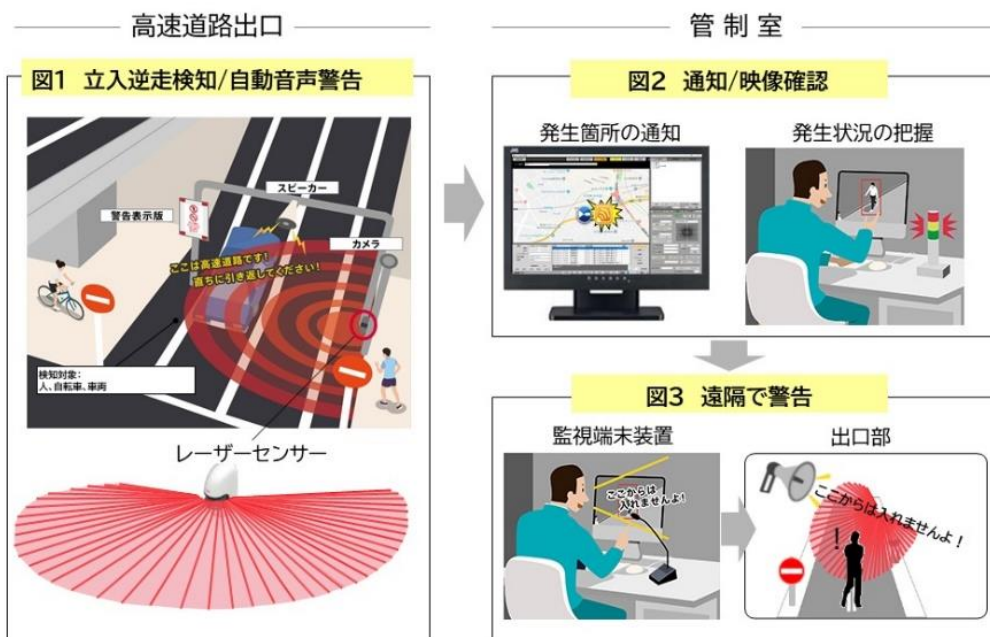 高速道路出口
図1 立入逆走検知/自動音声警告
スピーカー
警告表示版
カメラ
ここは高速道路です!
直ちに引き返してください!
検知対象:
人、自転車、車両
レーザーセンサー
管制室
図2 通知/映像確認
発生箇所の通知
発生状況の把握
図3 遠隔で警告
監視端末装置
出口部
ここからは
入れませんよ!
ここからは入れませんよ!
!